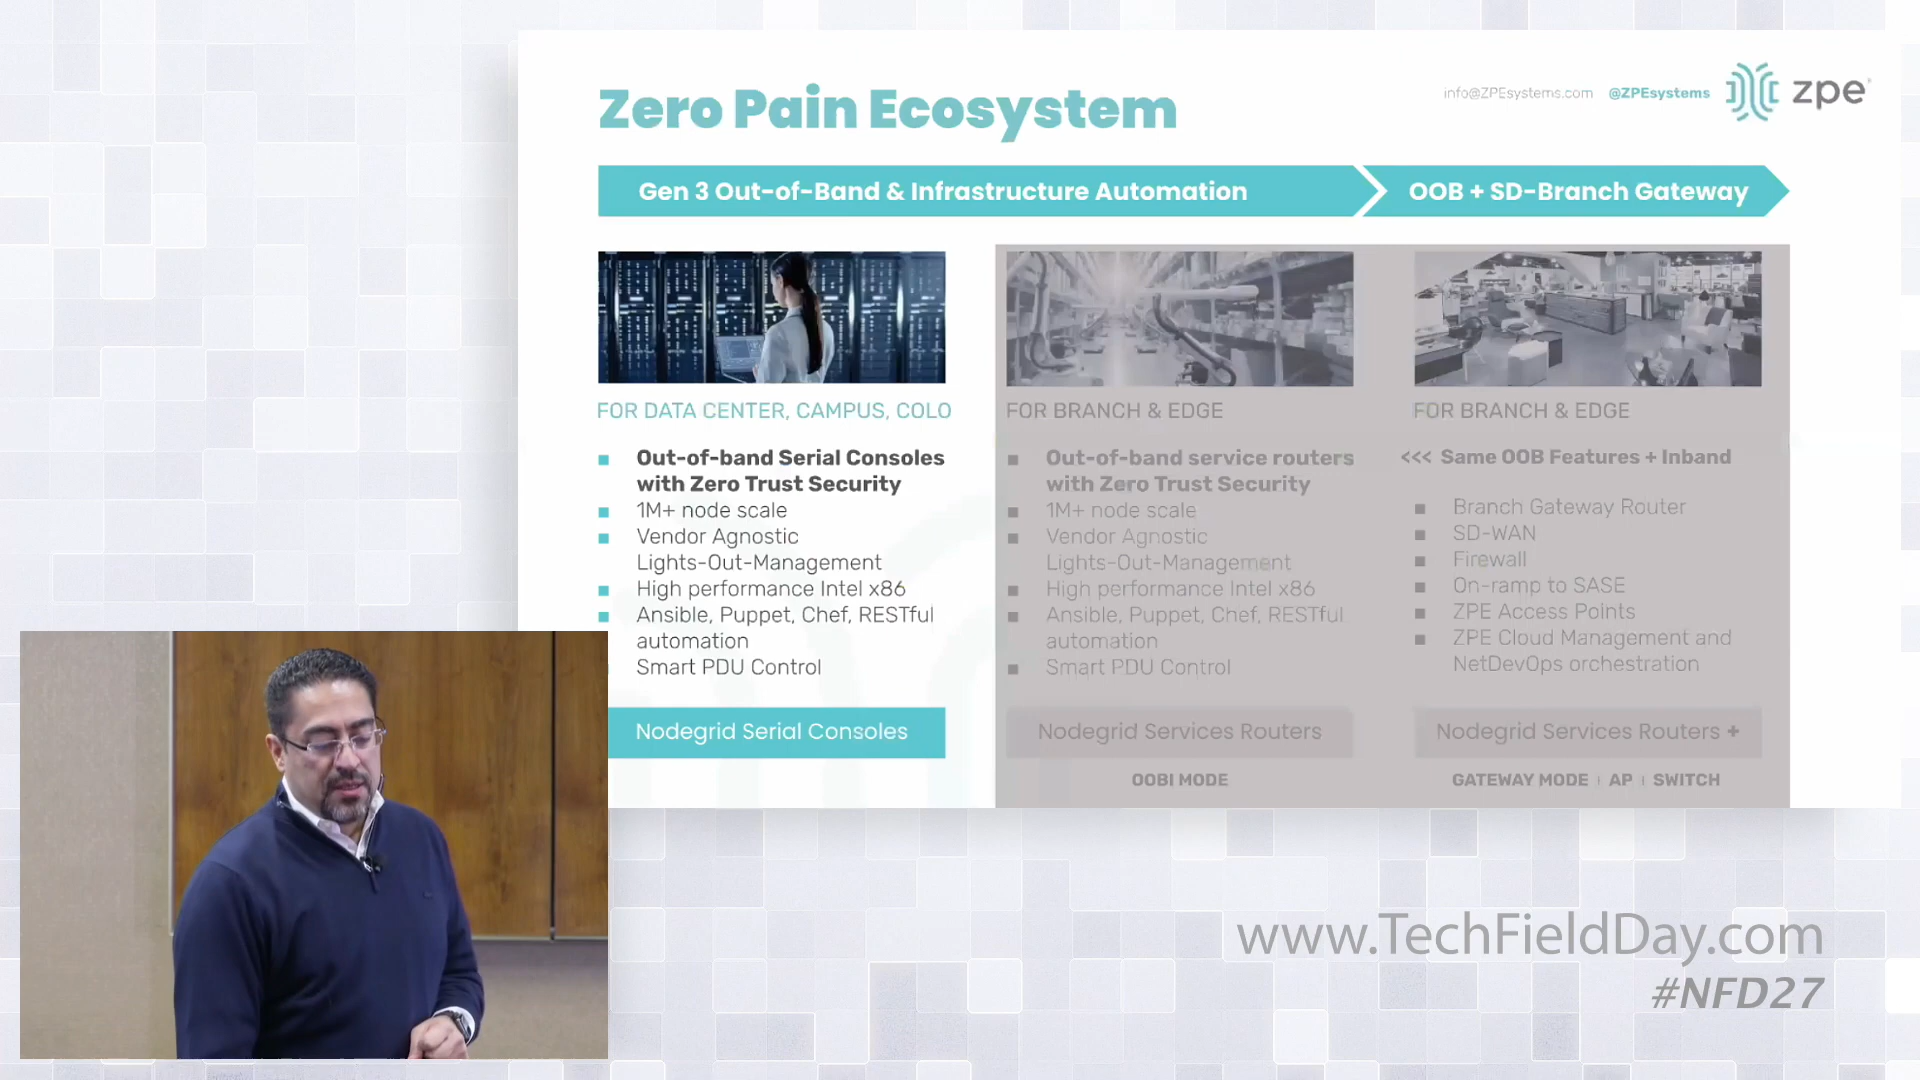 Zero Pain Ecosystem
info@ZPEsystems.com @ZPEsystems
zpe
Gen 3 Out-of-Band & Infrastructure Automation
OOB + SD-Branch Gateway
FOR DATA CENTER, CAMPUS, COLO
Out-of-band Serial Consoles
with Zero Trust Security
1M+ node scale
Vendor Agnostic
Lights-Out-Management
High performance Intel x86
Ansible, Puppet, Chef, RESTful
automation
Smart PDU Control
Nodegrid Serial Consoles
FOR BRANCH & EDGE
Out-of-band service routers
with Zero Trust Security
1M+ node scale
Vendor Agnostic
Lights-Out-Management
High performance Intel x86
Ansible, Puppet, Chef, RESTful
automation
Smart PDU Control
Nodegrid Services Routers
OOBI MODE
FOR BRANCH & EDGE
<<< Same OOB Features + Inband
Branch Gateway Router
SD-WAN
Firewall
On-ramp to SASE
ZPE Access Points
ZPE Cloud Management and
NetDevOps orchestration
Nodegrid Services Routers +
GATEWAY MODE | AP | SWITCH
www.TechFieldDay.com
#NFD27